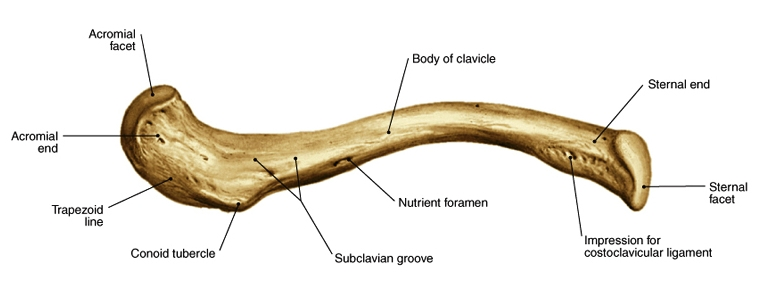 Acromial
facet
Body of clavicle
Sternal end
Acromial
end
Trapezoid
line
Sternal
facet
Nutrient foramen
Conoid tubercle
Subclavian groove
Impression for
costoclavicular ligament